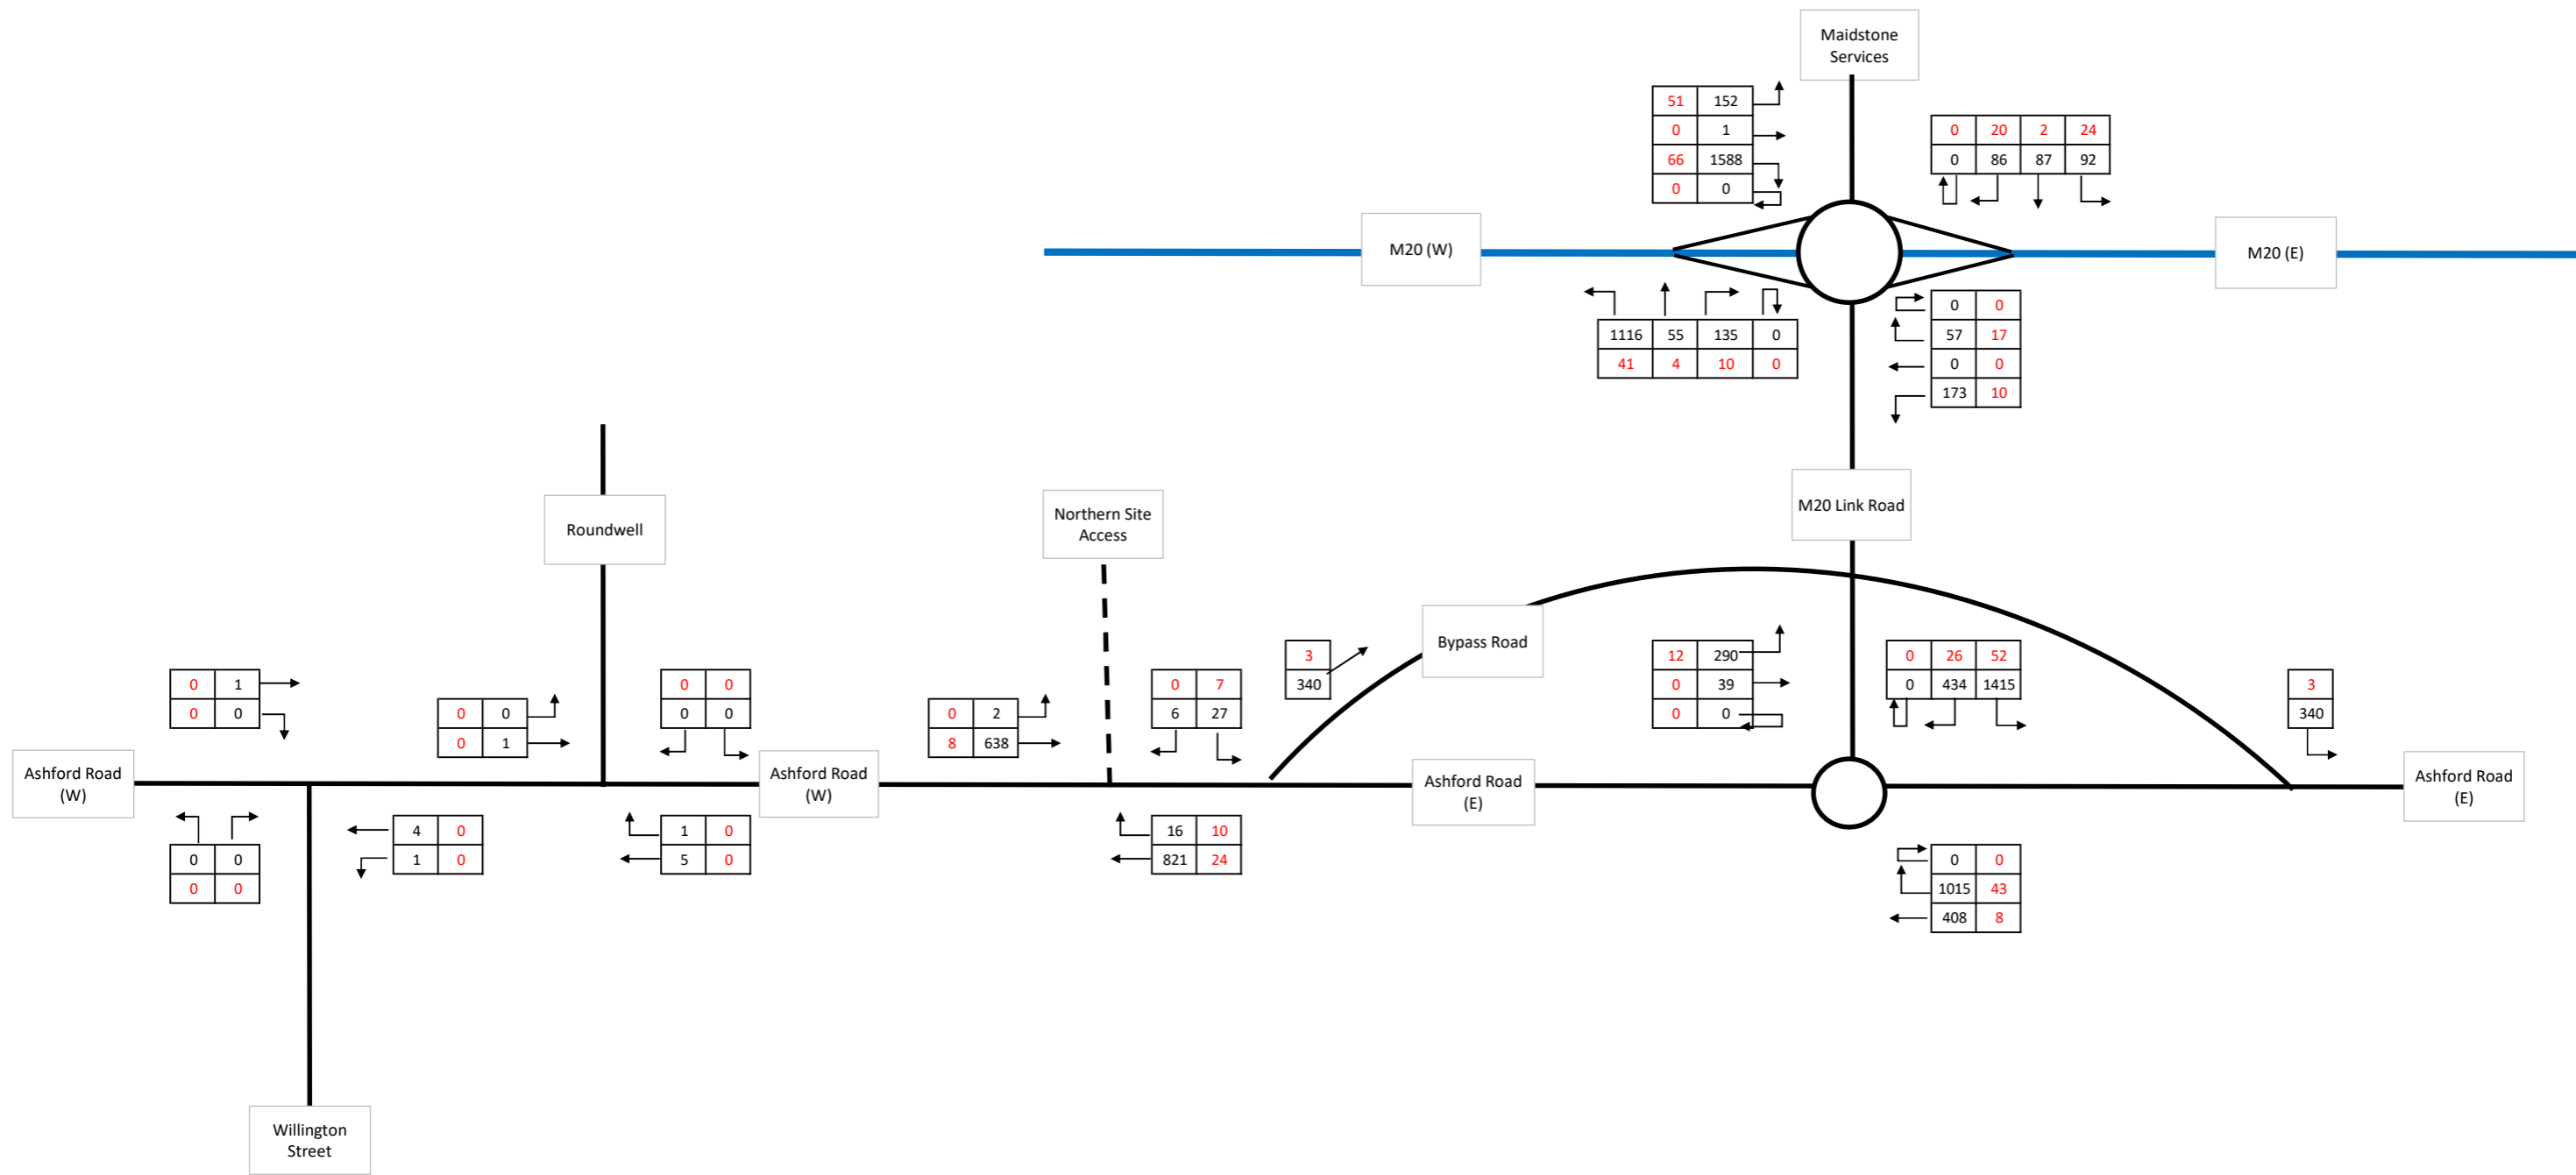 Maidstone
Services
51 152
0 1
66 1588
0 0
0 20 2 24
0 86 87 92
M20 (W)
M20 (E)
1116 55 135 0
41 4 10 0
0 0
57 17
0 0
173 10
Roundwell
Northern Site
Access
M20 Link Road
Bypass Road
0 1
0 0
0 0
0 1
0 0
0 0
0 2
8 638
0 7
6 27
3
340
12 290
0 39
0 0
0 26 52
0 434 1415
3
340
Ashford Road
(W)
Ashford Road
(W)
Ashford Road
(E)
Ashford Road
(E)
0 0
0 0
4 0
1 0
1 0
5 0
16 10
821 24
0 0
1015 43
408 8
Willington
Street